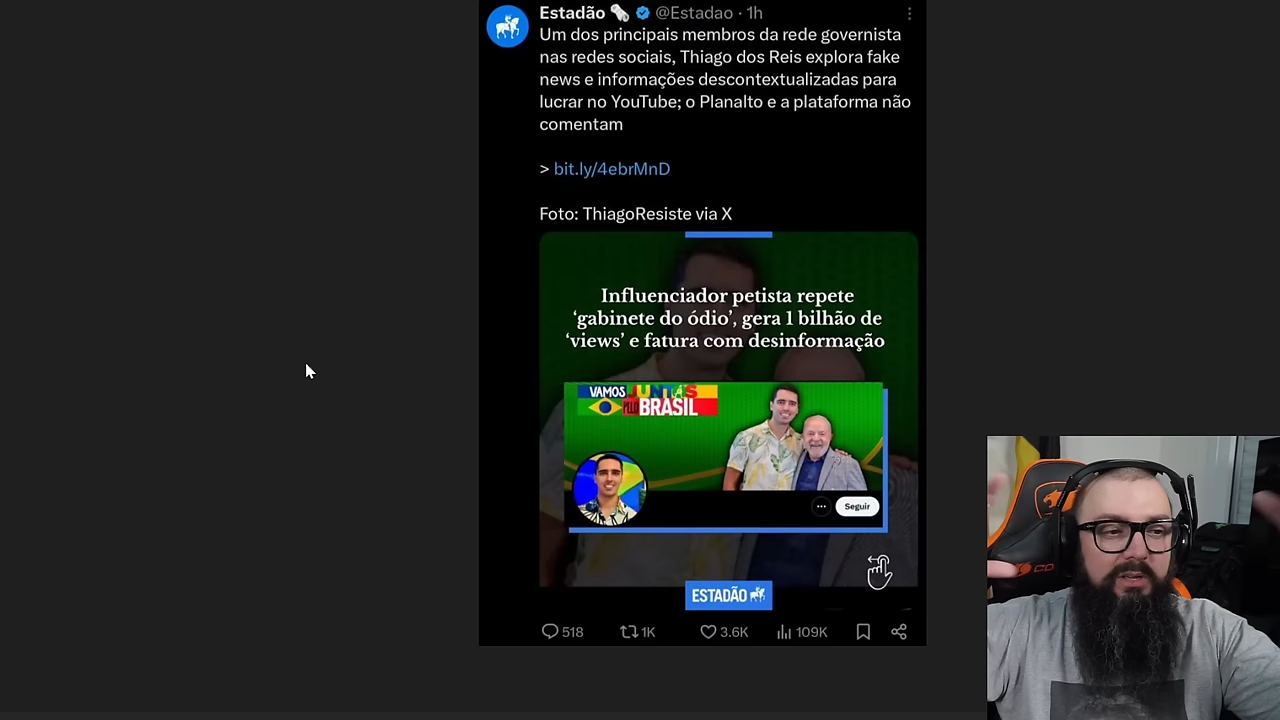 Estadão @Estadao · 1h
Um dos principais membros da rede governista
nas redes sociais, Thiago dos Reis explora fake
news e informações descontextualizadas para
lucrar no YouTube; o Planalto e a plataforma não
comentam
> bit.ly/4ebrMnD
Foto: ThiagoResiste via X
Influenciador petista repete
‘gabinete do ódio’, gera 1 bilhão de
‘views’ e fatura com desinformação
VAMOS JUNTAS
PELO BRASIL
Seguir
ESTADÃO
518 1K 3.6K 109K